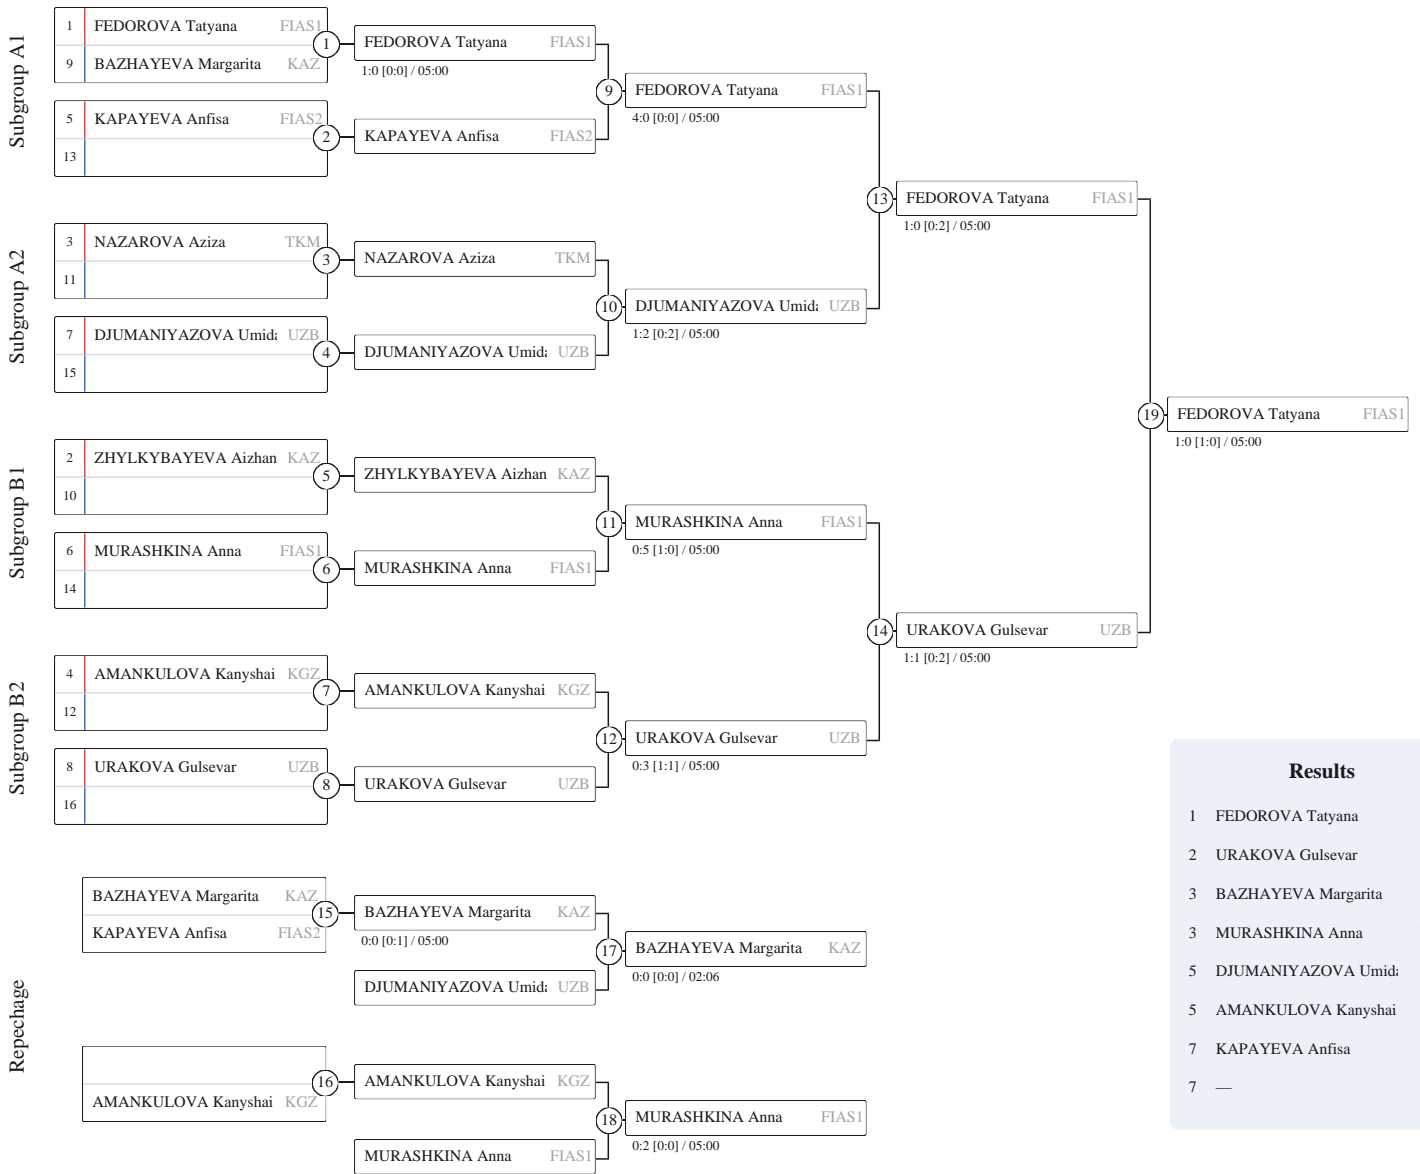 Subgroup A1
1 FEDOROVA Tatyana FIAS1
9 BAZHAYEVA Margarita KAZ
1
5 KAPAYEVA Anfisa FIAS2
13
2
FEDOROVA Tatyana FIAS1
1:0 [0:0] / 05:00
KAPAYEVA Anfisa FIAS2
9
FEDOROVA Tatyana FIAS1
4:0 [0:0] / 05:00
Subgroup A2
3 NAZAROVA Aziza TKM
11
3
7 DJUMANIYAZOVA Umida UZB
15
4
NAZAROVA Aziza TKM
DJUMANIYAZOVA Umida UZB
10
DJUMANIYAZOVA Umida UZB
1:2 [0:2] / 05:00
13
FEDOROVA Tatyana FIAS1
1:0 [0:2] / 05:00
Subgroup B1
2 ZHYLKYBAYEVA Aizhan KAZ
10
5
6 MURASHKINA Anna FIAS1
14
6
ZHYLKYBAYEVA Aizhan KAZ
MURASHKINA Anna FIAS1
11
MURASHKINA Anna FIAS1
0:5 [1:0] / 05:00
Subgroup B2
4 AMANKULOVA Kanyshai KGZ
12
7
8 URAKOVA Gulsevar UZB
16
8
AMANKULOVA Kanyshai KGZ
URAKOVA Gulsevar UZB
12
URAKOVA Gulsevar UZB
0:3 [1:1] / 05:00
14
URAKOVA Gulsevar UZB
1:1 [0:2] / 05:00
19
FEDOROVA Tatyana FIAS1
1:0 [1:0] / 05:00
Repechage
BAZHAYEVA Margarita KAZ
KAPAYEVA Anfisa FIAS2
15
BAZHAYEVA Margarita KAZ
0:0 [0:1] / 05:00
DJUMANIYAZOVA Umida UZB
17
BAZHAYEVA Margarita KAZ
0:0 [0:0] / 02:06
AMANKULOVA Kanyshai KGZ
16
AMANKULOVA Kanyshai KGZ
MURASHKINA Anna FIAS1
18
MURASHKINA Anna FIAS1
0:2 [0:0] / 05:00
Results
1 FEDOROVA Tatyana
2 URAKOVA Gulsevar
3 BAZHAYEVA Margarita
3 MURASHKINA Anna
5 DJUMANIYAZOVA Umida
5 AMANKULOVA Kanyshai
7 KAPAYEVA Anfisa
7 —